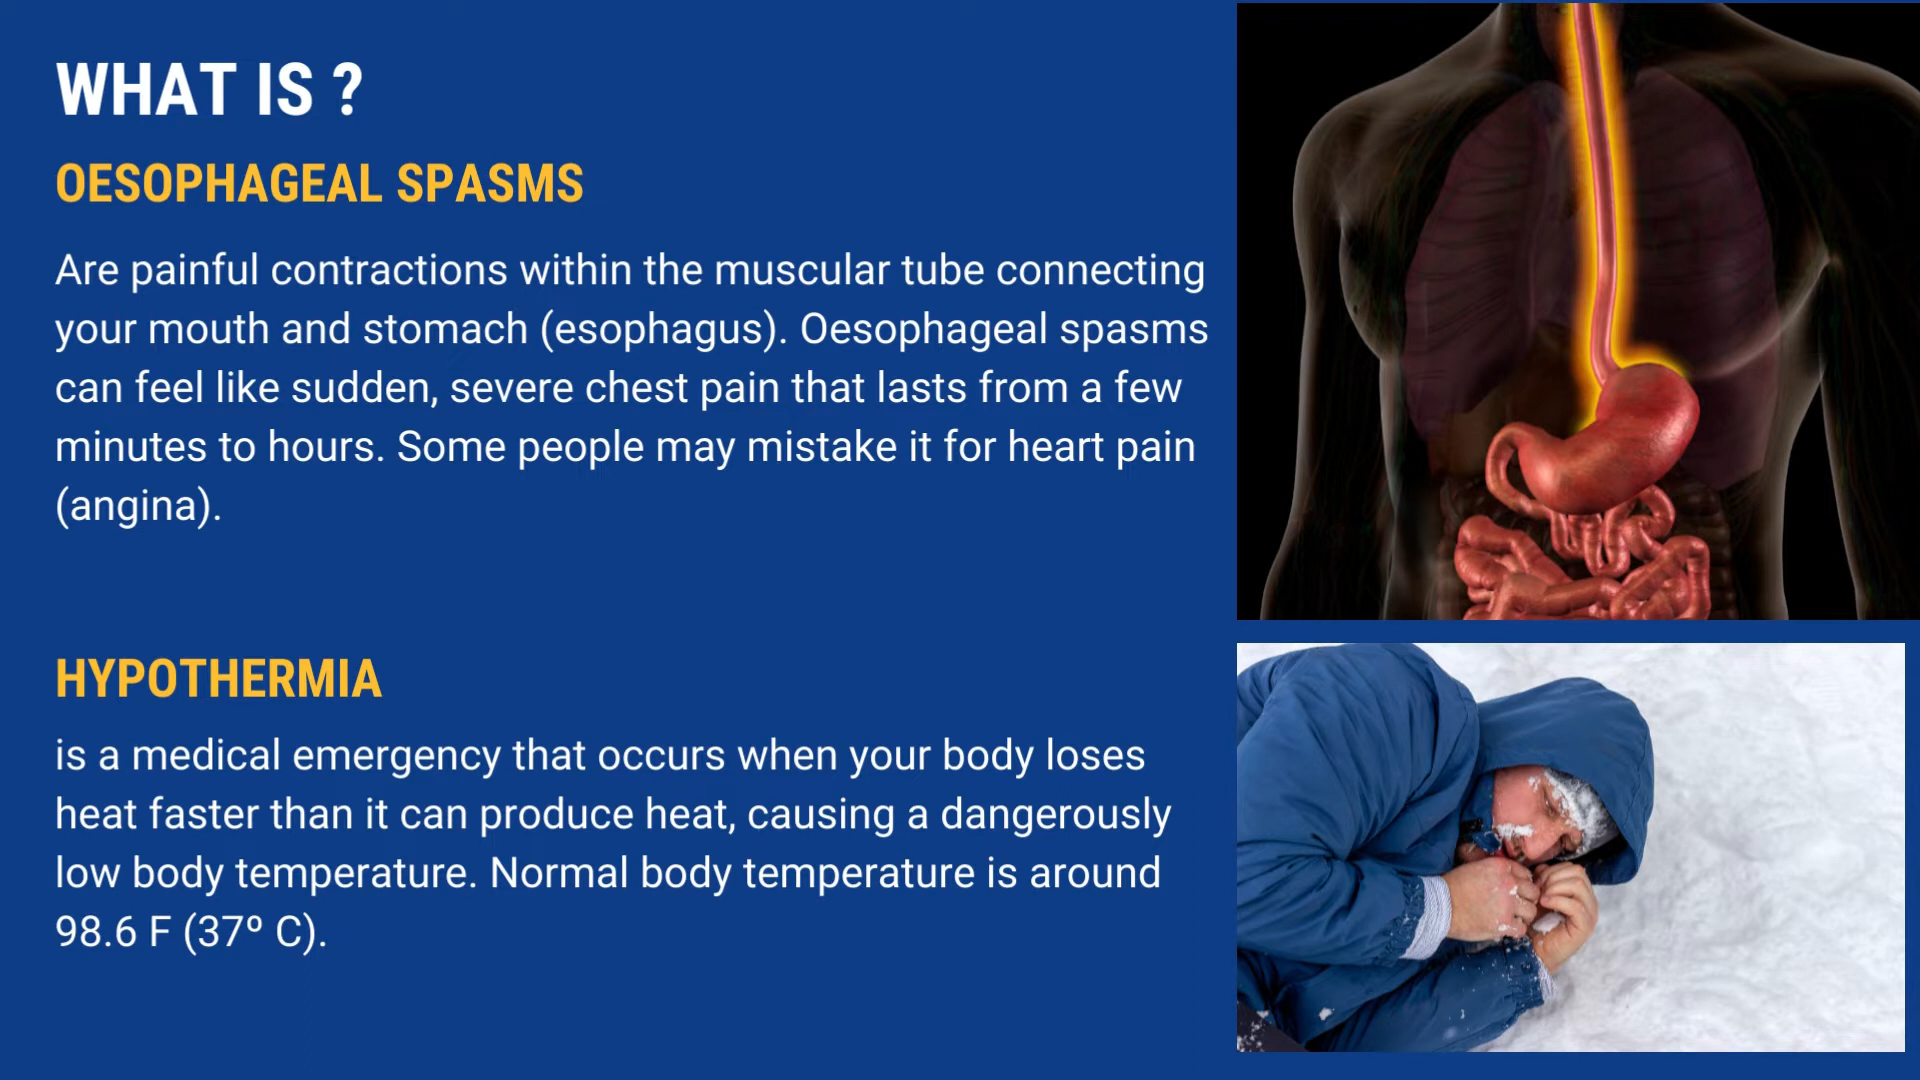 WHAT IS ?
OESOPHAGEAL SPASMS
Are painful contractions within the muscular tube connecting
your mouth and stomach (esophagus). Oesophageal spasms
can feel like sudden, severe chest pain that lasts from a few
minutes to hours. Some people may mistake it for heart pain
(angina).
HYPOTHERMIA
is a medical emergency that occurs when your body loses
heat faster than it can produce heat, causing a dangerously
low body temperature. Normal body temperature is around
98.6 F (37º C).